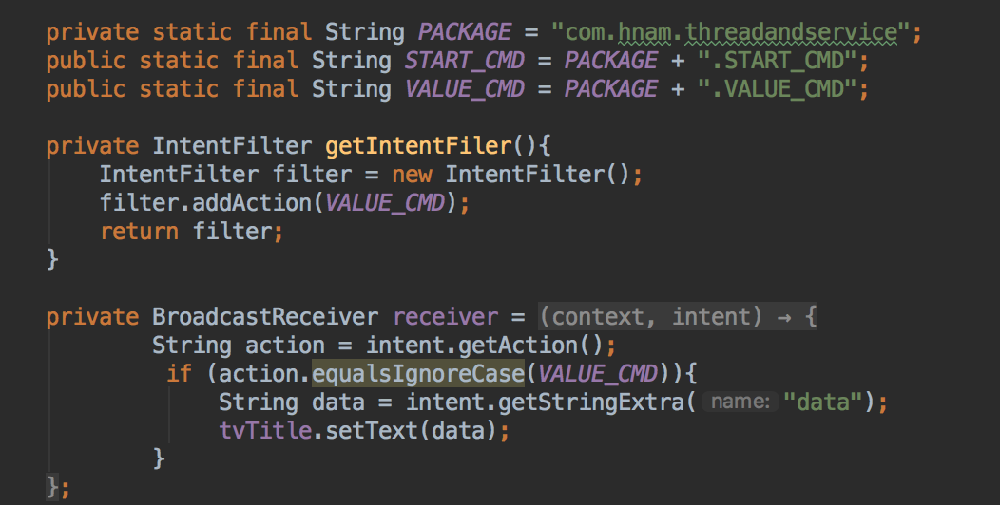 private static final String PACKAGE = "com.hnam.threadandservice";
public static final String START_CMD = PACKAGE + ".START_CMD";
public static final String VALUE_CMD = PACKAGE + ".VALUE_CMD";
private IntentFilter getIntentFiler(){
IntentFilter filter = new IntentFilter();
filter.addAction(VALUE_CMD);
return filter;
}
private BroadcastReceiver receiver = (context, intent) → {
String action = intent.getAction();
if (action.equalsIgnoreCase(VALUE_CMD)){
String data = intent.getStringExtra( name: "data");
tvTitle.setText(data);
}
};